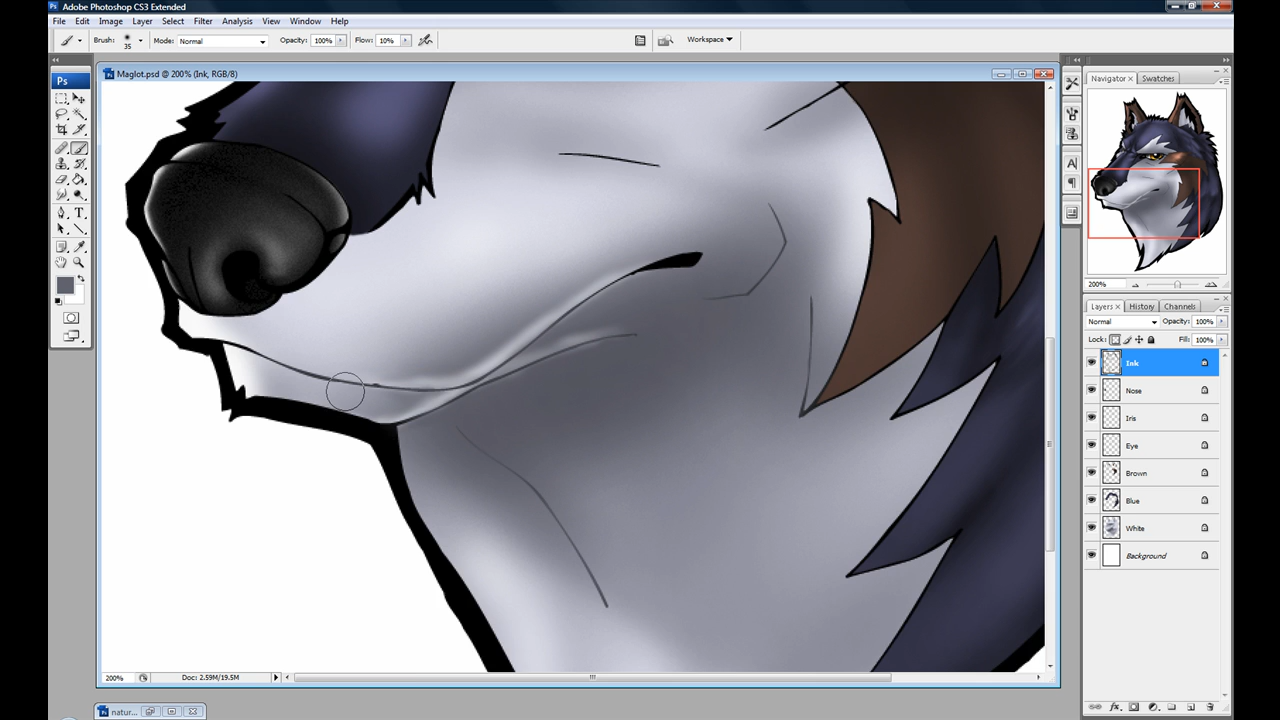 Adobe Photoshop CS3 Extended
File Edit Image Layer Select Filter Analysis View Window Help
Brush: 35 Mode: Normal Opacity: 100% Flow: 10% Workspace
Ps
Maglot.psd @ 200% (Ink, RGB/8)
Navigator Swatches
200%
Layers History Channels
Normal Opacity: 100%
Lock: Fill: 100%
Ink
Nose
Iris
Eye
Brown
Blue
White
Background
200% Doc: 2.59M/19.5M
natur...